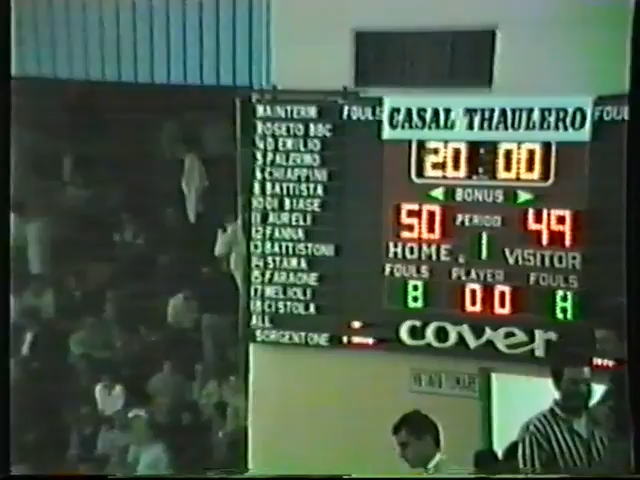 MAINTERM FOULS CASAL THAULERO FOUL
ROSETO BBC
4 D EMILIO
5 PALERMO
6 CHIAPPINI
8 BATTISTA
10 DI BIASE
11 AURELI
12 FANNA
13 BATTISTONI
14 STAMA
15 FARAONE
17 MELIOLI
18 CISTOLA
ALL
SORGENTONE
20:00
BONUS
50 PERIOD 49
HOME 1 VISITOR
FOULS PLAYER FOULS
8 00
cover